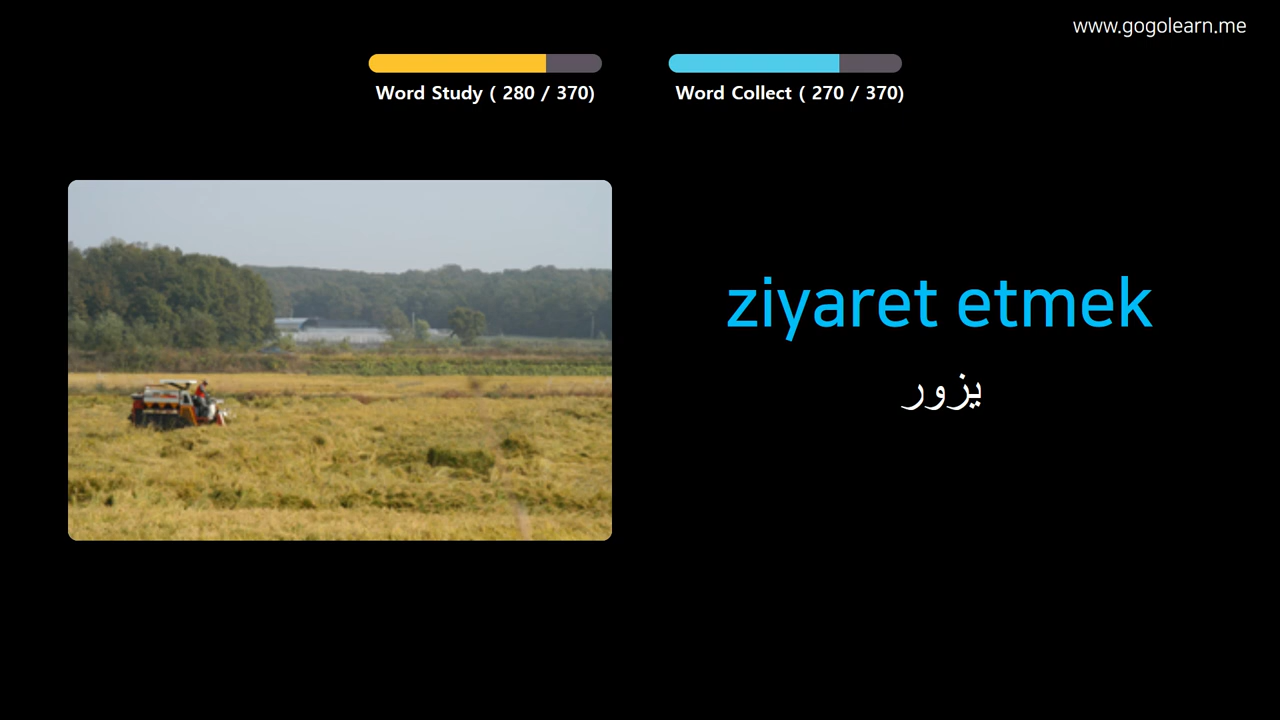 www.gogolearn.me
Word Study ( 280 / 370)
Word Collect ( 270 / 370)
ziyaret etmek
يزور